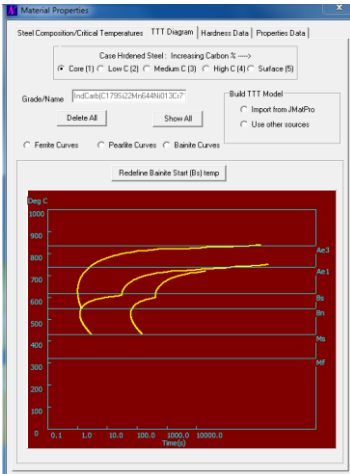 Material Properties
Steel Composition/Critical Temperatures TTT Diagram Hardness Data Properties Data
Case Hrdened Steel : Increasing Carbon % ---->
Core (1) Low C (2) Medium C (3) High C (4) Surface (5)
Grade/Name IndCarb(C1795i22Mn644Ni013Cr7
Build TTT Model
Import from JMatPro
Use other sources
Delete All Show All
Ferrite Curves Pearlite Curves Bainite Curves
Redefine Bainite Start (Bs) temp
Deg C
1000
900
800
700
600
500
400
300
200
100
0
Ae3
Ae1
Bs
Bn
Ms
Mf
0.1 1.0 10.0 100.0 1000.0 10000.0
Time(s)